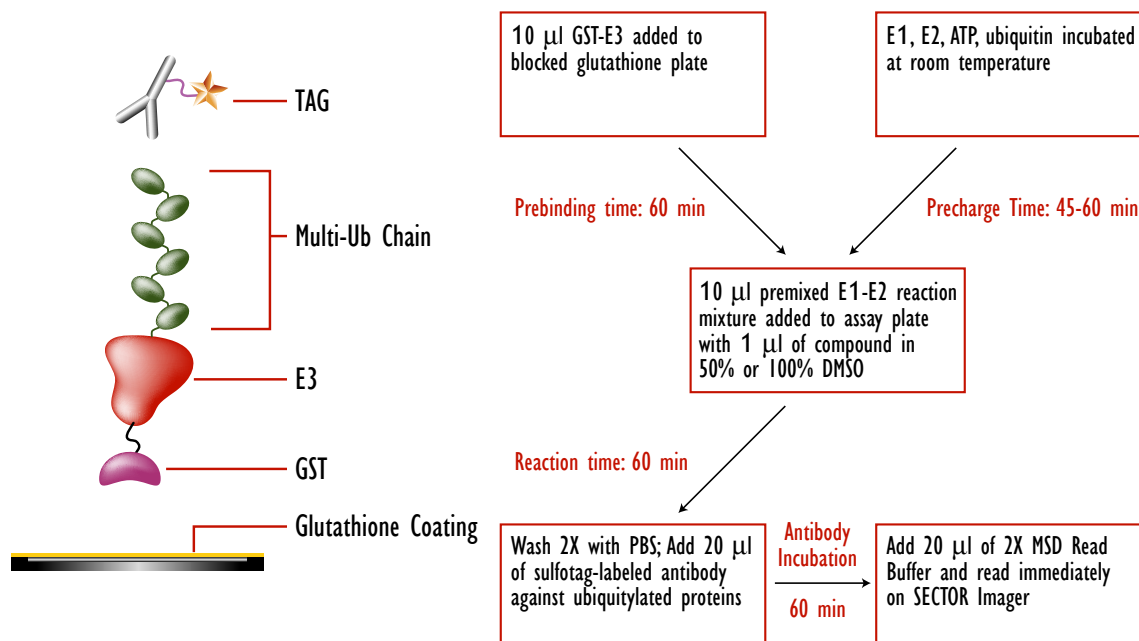 TAG
Multi-Ub Chain
E3
GST
Glutathione Coating
10 µl GST-E3 added to
blocked glutathione plate
E1, E2, ATP, ubiquitin incubated
at room temperature
Prebinding time: 60 min
Precharge Time: 45-60 min
10 µl premixed E1-E2 reaction
mixture added to assay plate
with 1 µl of compound in
50% or 100% DMSO
Reaction time: 60 min
Wash 2X with PBS; Add 20 µl
of sulfotag-labeled antibody
against ubiquitylated proteins
Antibody
Incubation
60 min
Add 20 µl of 2X MSD Read
Buffer and read immediately
on SECTOR Imager